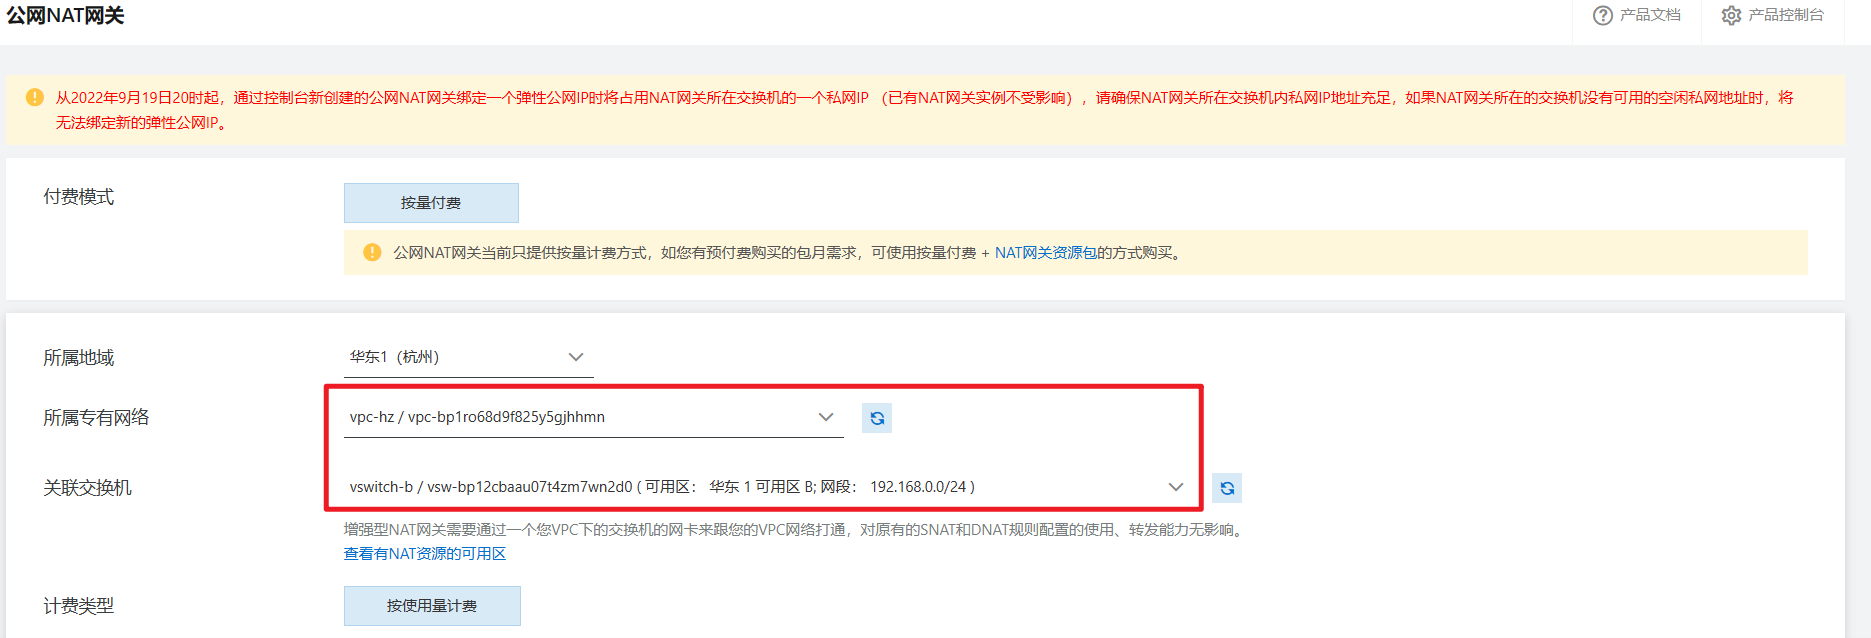 公网NAT网关
产品文档
产品控制台
从2022年9月19日20时起，通过控制台新创建的公网NAT网关绑定一个弹性公网IP时将占用NAT网关所在交换机的一个私网IP （已有NAT网关实例不受影响），请确保NAT网关所在交换机内私网IP地址充足，如果NAT网关所在的交换机没有可用的空闲私网地址时，将
无法绑定新的弹性公网IP。
付费模式
按量付费
公网NAT网关当前只提供按量计费方式，如您有预付费购买的包月需求，可使用按量付费 + NAT网关资源包的方式购买。
所属地域
华东1（杭州）
所属专有网络
vpc-hz / vpc-bp1ro68d9f825y5gjhhmn
关联交换机
vswitch-b / vsw-bp12cbaau07t4zm7wn2d0 ( 可用区： 华东 1 可用区 B; 网段： 192.168.0.0/24 )
增强型NAT网关需要通过一个您VPC下的交换机的网卡来跟您的VPC网络打通，对原有的SNAT和DNAT规则配置的使用、转发能力无影响。
查看有NAT资源的可用区
计费类型
按使用量计费